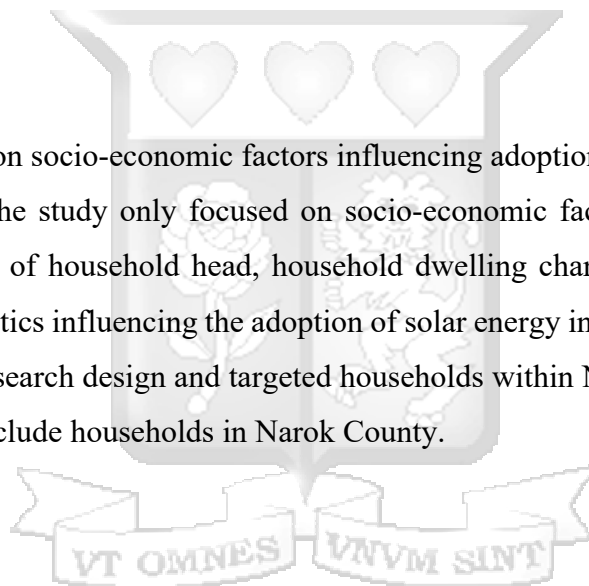 on socio-economic factors influencing adoption
he study only focused on socio-economic fac
of household head, household dwelling char
tics influencing the adoption of solar energy in
search design and targeted households within N
clude households in Narok County.
VT OMNES VNVM SINT